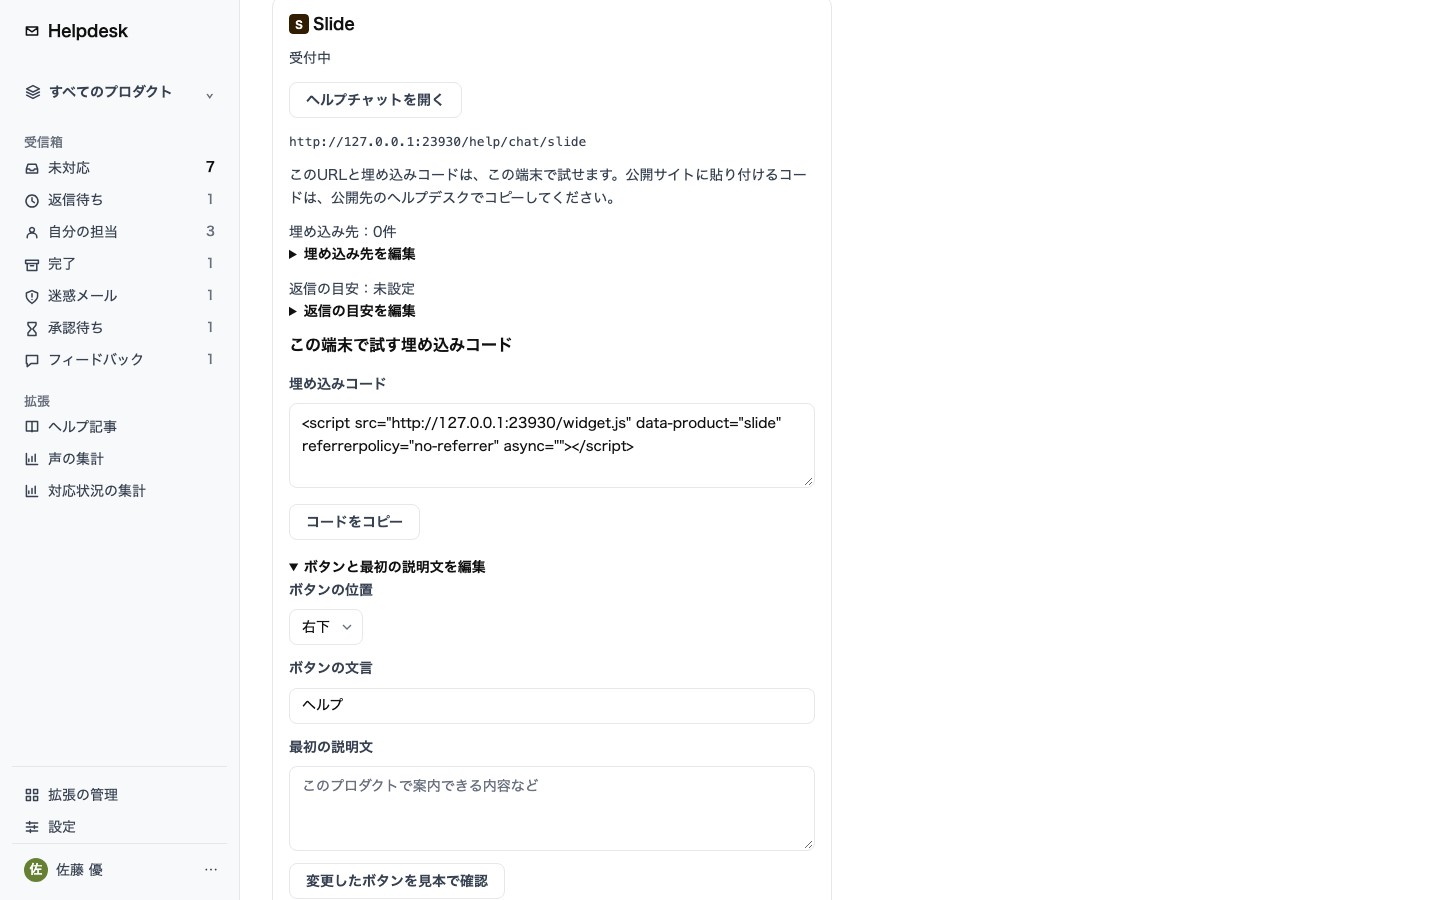 Helpdesk
すべてのプロダクト
受信箱
未対応 7
返信待ち 1
自分の担当 3
完了 1
迷惑メール 1
承認待ち 1
フィードバック 1
拡張
ヘルプ記事
声の集計
対応状況の集計
拡張の管理
設定
佐 佐藤 優 …
S Slide
受付中
ヘルプチャットを開く
http://127.0.0.1:23930/help/chat/slide
このURLと埋め込みコードは、この端末で試せます。公開サイトに貼り付けるコー
ドは、公開先のヘルプデスクでコピーしてください。
埋め込み先：0件
▶ 埋め込み先を編集
返信の目安：未設定
▶ 返信の目安を編集
この端末で試す埋め込みコード
埋め込みコード
<script src="http://127.0.0.1:23930/widget.js" data-product="slide"
referrerpolicy="no-referrer" async=""></script>
コードをコピー
▼ ボタンと最初の説明文を編集
ボタンの位置
右下
ボタンの文言
ヘルプ
最初の説明文
このプロダクトで案内できる内容など
変更したボタンを見本で確認